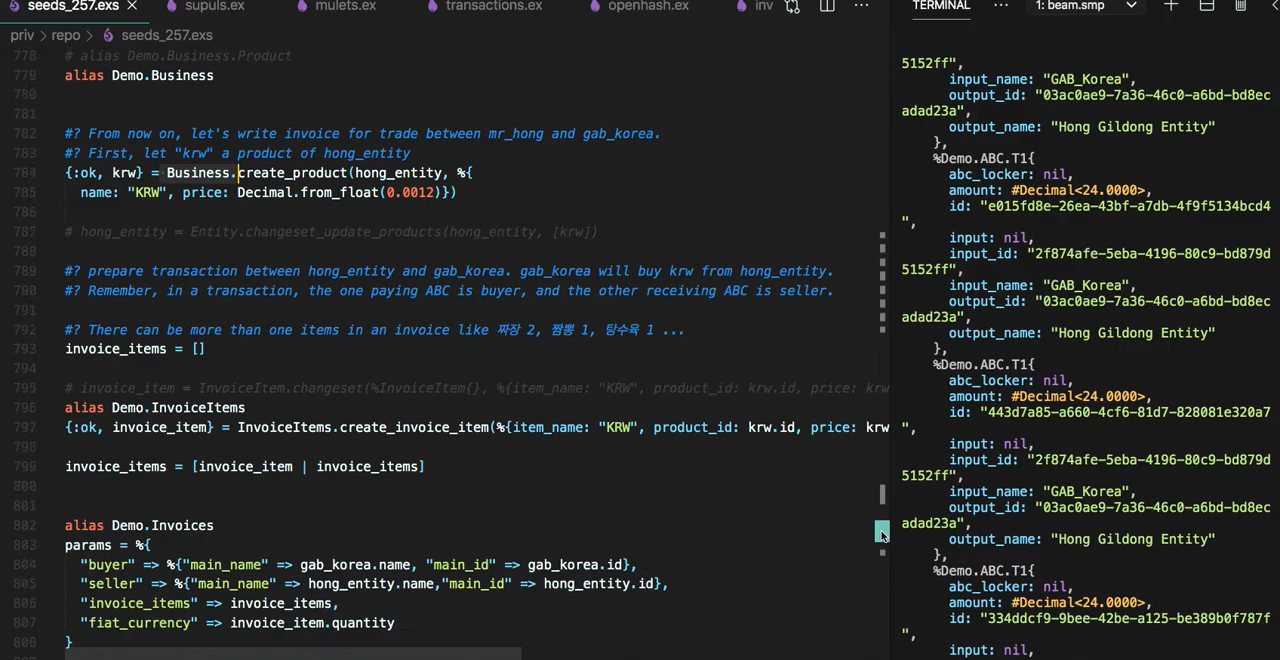 seeds_257.exs
supuls.ex
mulets.ex
transactions.ex
openhash.ex
inv
priv > repo > seeds_257.exs
778 # alias Demo.Business.Product
779 alias Demo.Business
780
781
782 #? From now on, let's write invoice for trade between mr_hong and gab_korea.
783 #? First, let "krw" a product of hong_entity
784 {:ok, krw} = Business.create_product(hong_entity, %{
785 name: "KRW", price: Decimal.from_float(0.0012)})
786
787 # hong_entity = Entity.changeset_update_products(hong_entity, [krw])
788
789 #? prepare transaction between hong_entity and gab_korea. gab_korea will buy krw from hong_entity.
790 #? Remember, in a transaction, the one paying ABC is buyer, and the other receiving ABC is seller.
791
792 #? There can be more than one items in an invoice like 짜장 2, 짬뽕 1, 탕수육 1 ...
793 invoice_items = []
794
795 # invoice_item = InvoiceItem.changeset(%InvoiceItem{}, %{item_name: "KRW", product_id: krw.id, price: krw
796 alias Demo.InvoiceItems
797 {:ok, invoice_item} = InvoiceItems.create_invoice_item(%{item_name: "KRW", product_id: krw.id, price: krw
798
799 invoice_items = [invoice_item | invoice_items]
800
801
802 alias Demo.Invoices
803 params = %{
804 "buyer" => %{"main_name" => gab_korea.name, "main_id" => gab_korea.id},
805 "seller" => %{"main_name" => hong_entity.name,"main_id" => hong_entity.id},
806 "invoice_items" => invoice_items,
807 "fiat_currency" => invoice_item.quantity
808 }
TERMINAL
1: beam.smp
5152ff",
input_name: "GAB_Korea",
output_id: "03ac0ae9-7a36-46c0-a6bd-bd8ec
adad23a",
output_name: "Hong Gildong Entity"
},
%Demo.ABC.T1{
abc_locker: nil,
amount: #Decimal<24.0000>,
id: "e015fd8e-26ea-43bf-a7db-4f9f5134bcd4
",
input: nil,
input_id: "2f874afe-5eba-4196-80c9-bd879d
5152ff",
input_name: "GAB_Korea",
output_id: "03ac0ae9-7a36-46c0-a6bd-bd8ec
adad23a",
output_name: "Hong Gildong Entity"
},
%Demo.ABC.T1{
abc_locker: nil,
amount: #Decimal<24.0000>,
id: "443d7a85-a660-4cf6-81d7-828081e320a7
",
input: nil,
input_id: "2f874afe-5eba-4196-80c9-bd879d
5152ff",
input_name: "GAB_Korea",
output_id: "03ac0ae9-7a36-46c0-a6bd-bd8ec
adad23a",
output_name: "Hong Gildong Entity"
},
%Demo.ABC.T1{
abc_locker: nil,
amount: #Decimal<24.0000>,
id: "334ddcf9-9bee-42be-a125-be389b0f787f
",
input: nil,